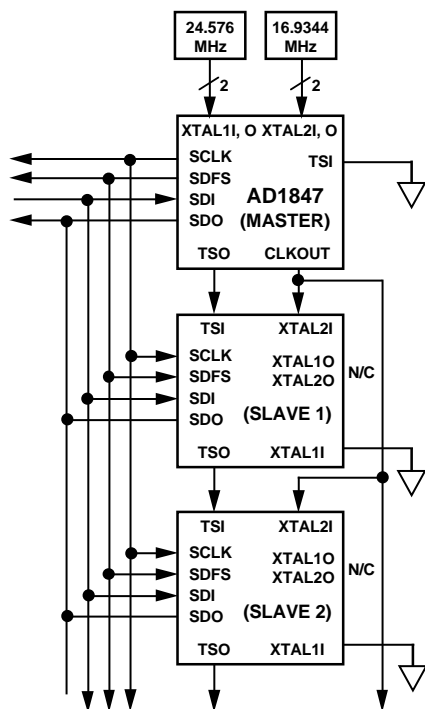 24.576
MHz
16.9344
MHz
2
2
XTAL1I, O XTAL2I, O
SCLK
SDFS
SDI
SDO
TSI
AD1847
(MASTER)
TSO
CLKOUT
TSI
XTAL2I
SCLK
SDFS
SDI
SDO
XTAL1O
XTAL2O
N/C
(SLAVE 1)
TSO
XTAL1I
TSI
XTAL2I
SCLK
SDFS
SDI
SDO
XTAL1O
XTAL2O
N/C
(SLAVE 2)
TSO
XTAL1I